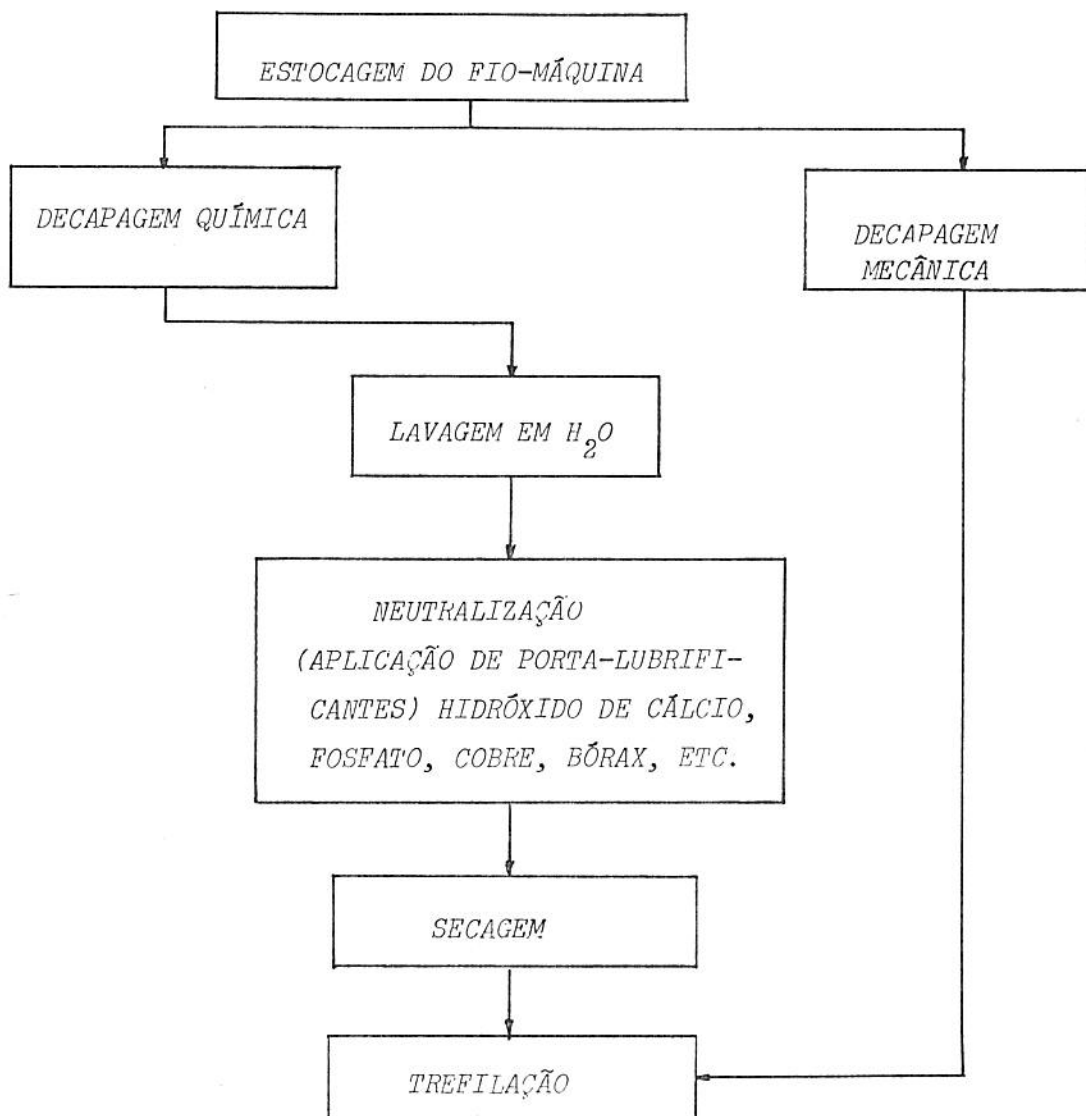 ESTOCAGEM DO FIO-MÁQUINA
DECAPAGEM QUÍMICA
DECAPAGEM
MECÂNICA
LAVAGEM EM H₂O
NEUTRALIZAÇÃO
(APLICAÇÃO DE PORTA-LUBRIFI-
CANTES) HIDRÓXIDO DE CÁLCIO,
FOSFATO, COBRE, BÓRAX, ETC.
SECAGEM
TREFILAÇÃO